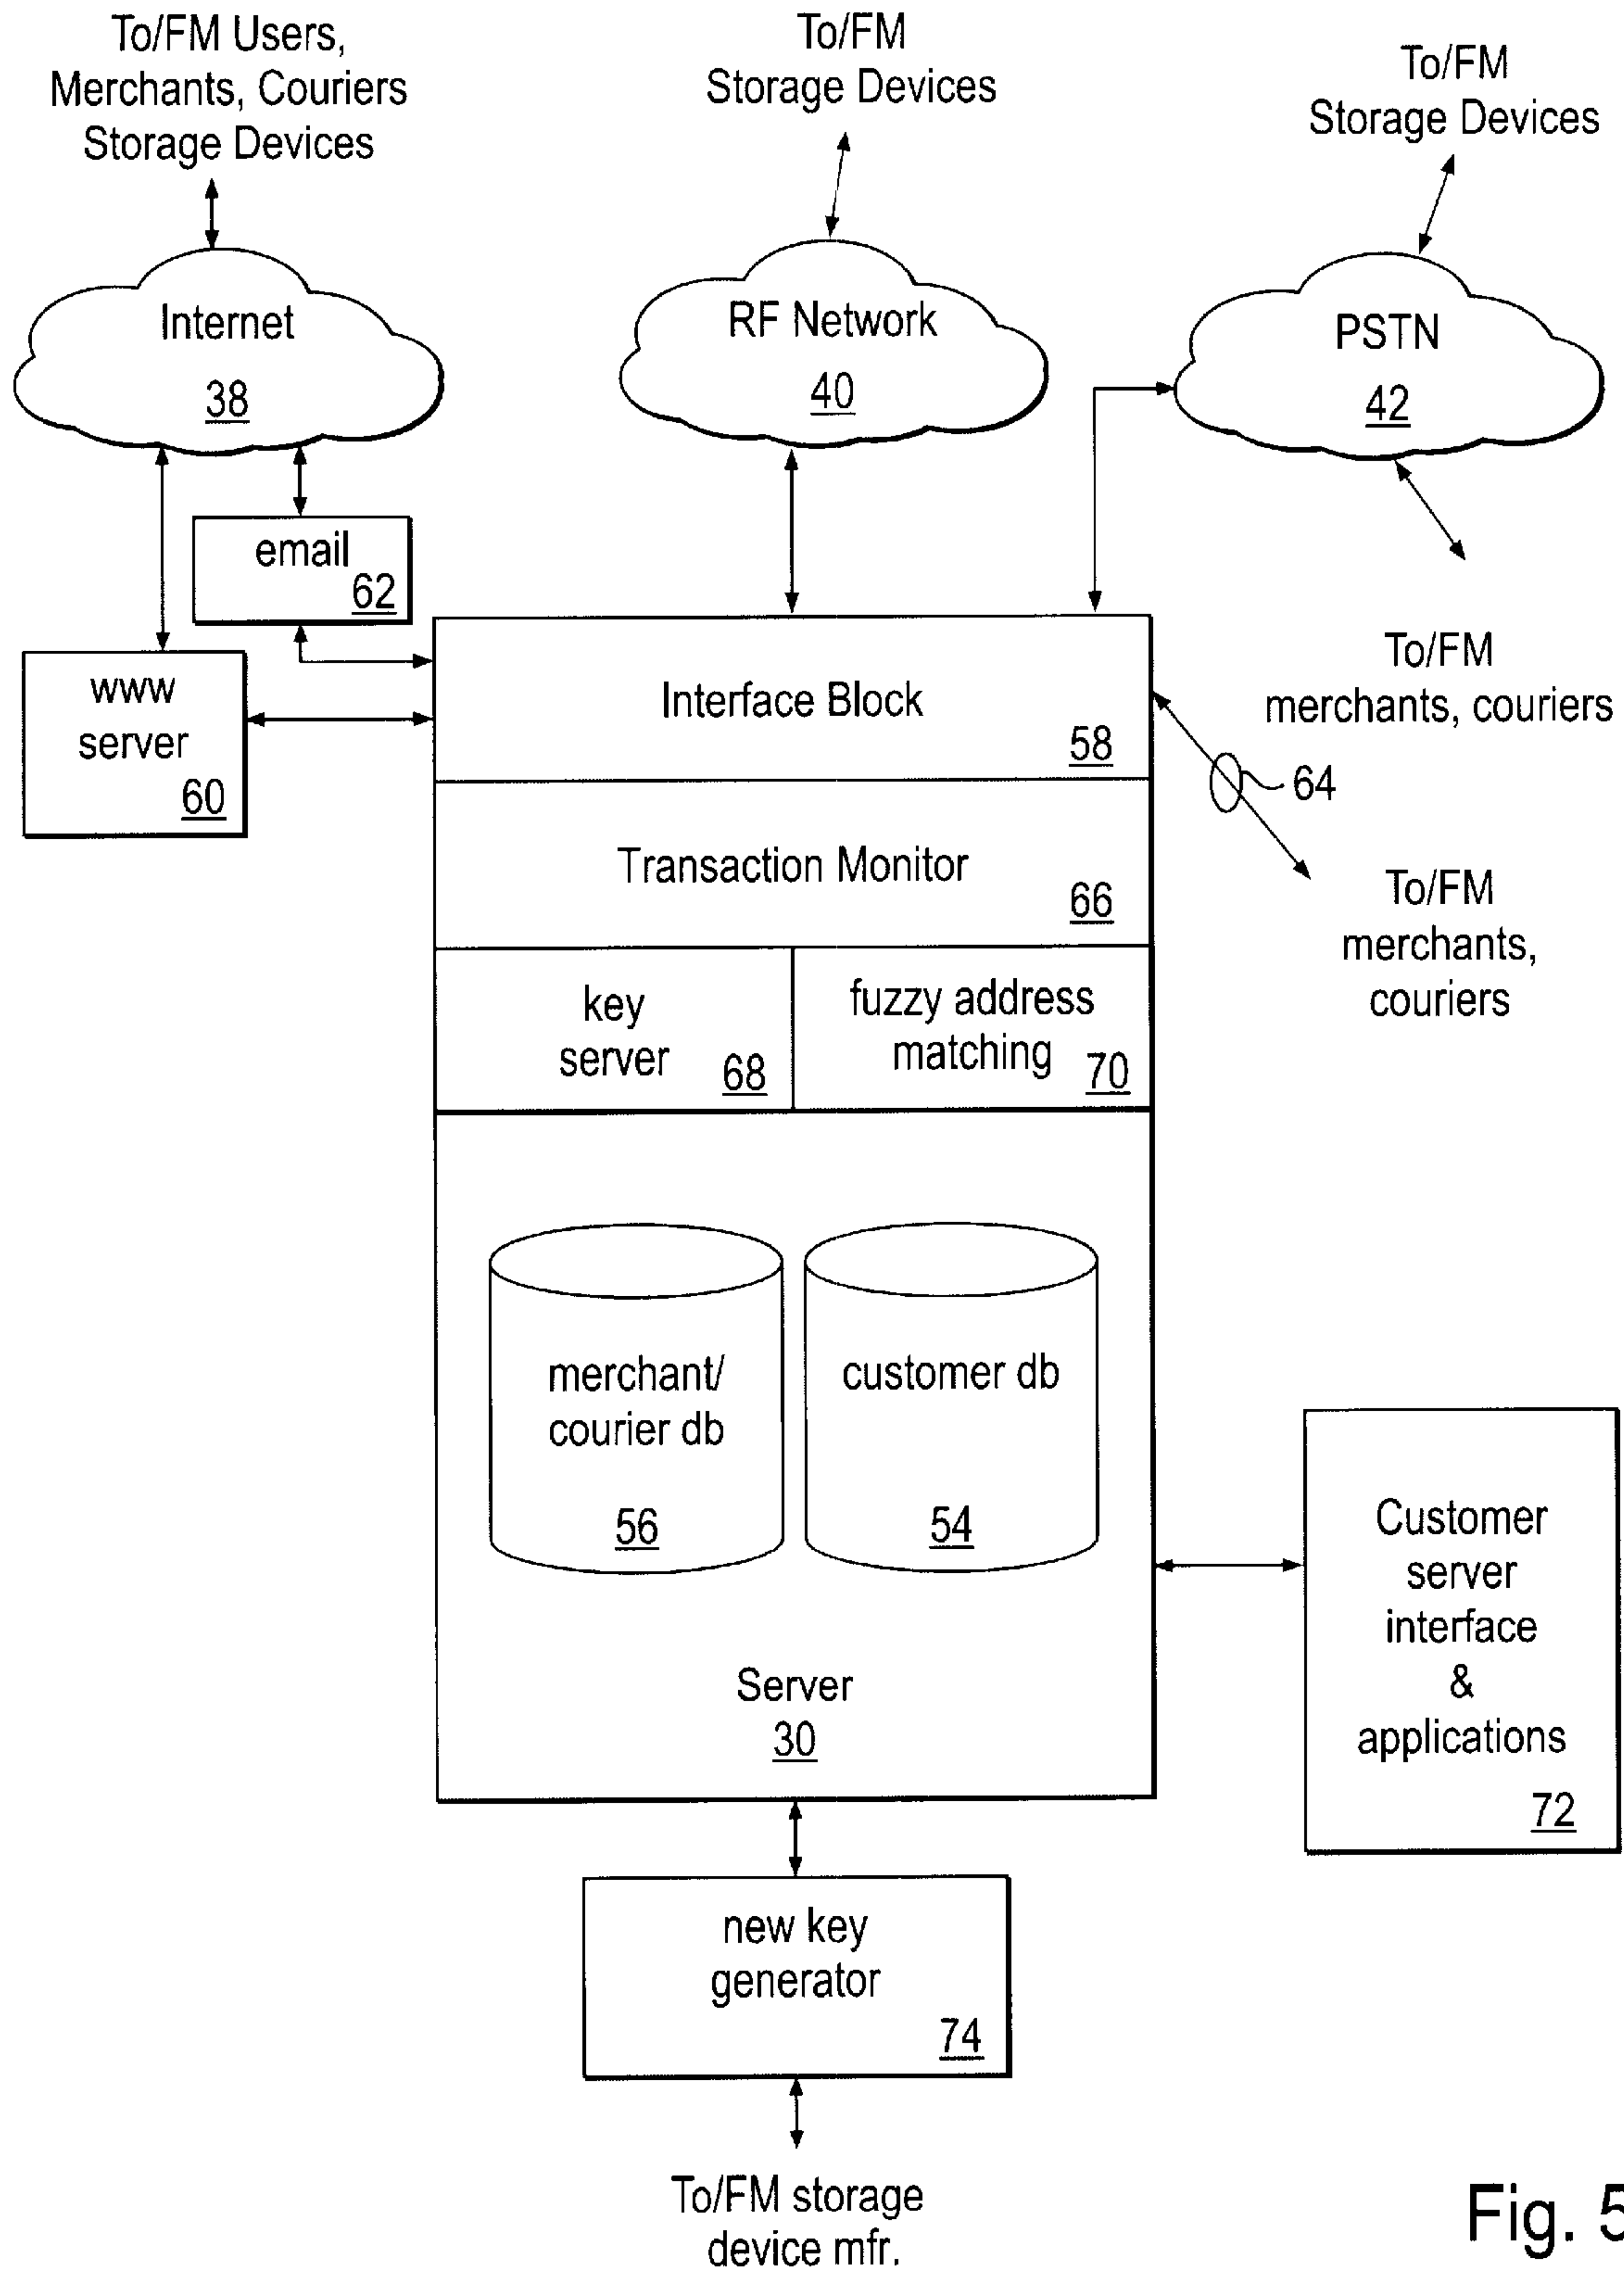 To/FM Users,
Merchants, Couriers
Storage Devices
To/FM
Storage Devices
To/FM
Storage Devices
Internet
38
RF Network
40
PSTN
42
email
62
www
server
60
Interface Block
58
To/FM
merchants, couriers
64
Transaction Monitor
66
To/FM
merchants,
couriers
key
server
68
fuzzy address
matching
70
merchant/
courier db
56
customer db
54
Customer
server
interface
&
applications
72
Server
30
new key
generator
74
To/FM storage
device mfr.
Fig. 5